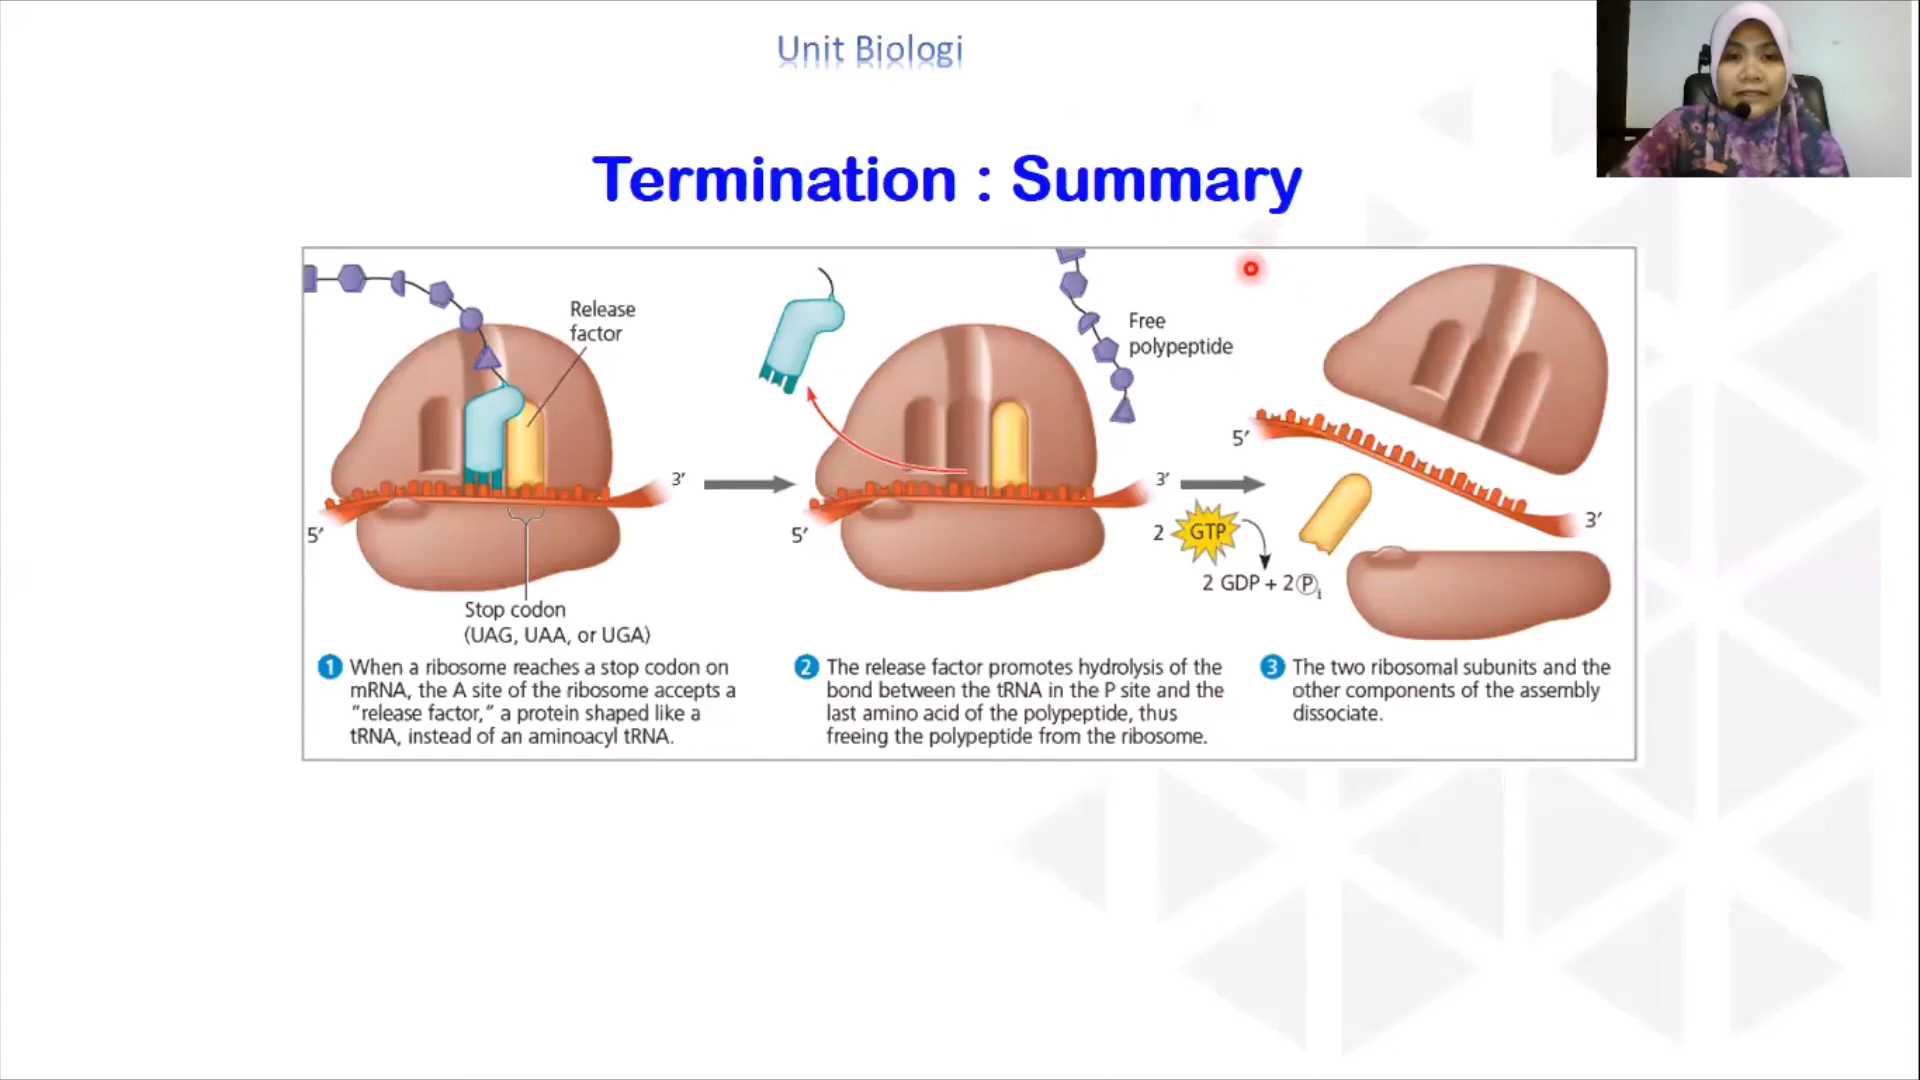 Unit Biologi
Termination : Summary
Release
factor
3′
5′
Stop codon
(UAG, UAA, or UGA)
Free
polypeptide
3′
5′
2 GTP
2 GDP + 2 Pi
5′
3′
1 When a ribosome reaches a stop codon on
mRNA, the A site of the ribosome accepts a
"release factor," a protein shaped like a
tRNA, instead of an aminoacyl tRNA.
2 The release factor promotes hydrolysis of the
bond between the tRNA in the P site and the
last amino acid of the polypeptide, thus
freeing the polypeptide from the ribosome.
3 The two ribosomal subunits and the
other components of the assembly
dissociate.